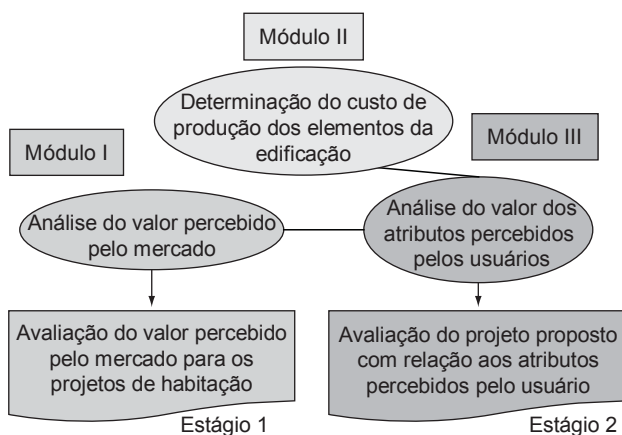 Módulo II
Determinação do custo de
produção dos elementos da
edificação
Módulo I
Módulo III
Análise do valor percebido
pelo mercado
Análise do valor dos
atributos percebidos
pelos usuários
Avaliação do valor percebido
pelo mercado para os
projetos de habitação
Estágio 1
Avaliação do projeto proposto
com relação aos atributos
percebidos pelo usuário
Estágio 2